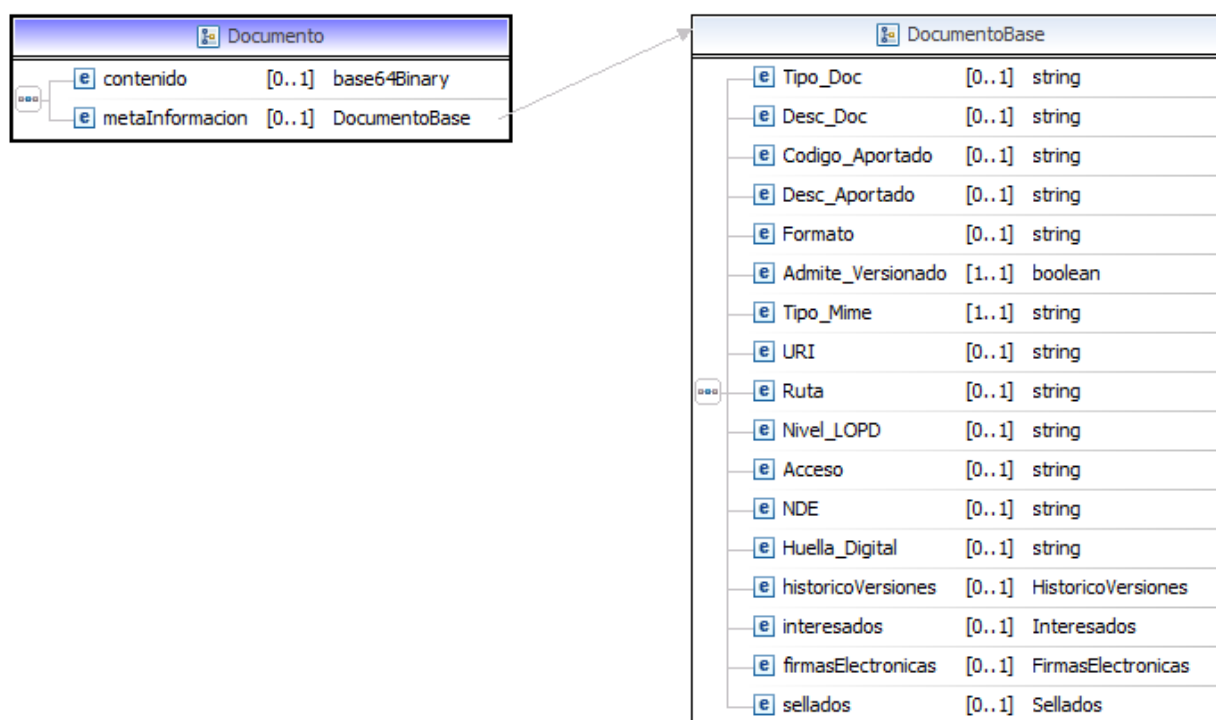 Documento
contenido [0..1] base64Binary
metaInformacion [0..1] DocumentoBase
DocumentoBase
Tipo_Doc [0..1] string
Desc_Doc [0..1] string
Codigo_Aportado [0..1] string
Desc_Aportado [0..1] string
Formato [0..1] string
Admite_Versionado [1..1] boolean
Tipo_Mime [1..1] string
URI [0..1] string
Ruta [0..1] string
Nivel_LOPD [0..1] string
Acceso [0..1] string
NDE [0..1] string
Huella_Digital [0..1] string
historicoVersiones [0..1] HistoricoVersiones
interesados [0..1] Interesados
firmasElectronicas [0..1] FirmasElectronicas
sellados [0..1] Sellados